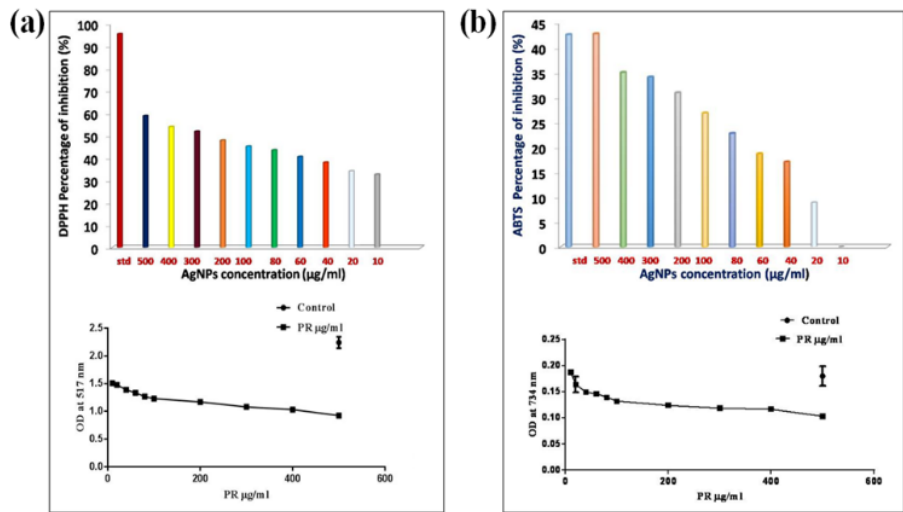 (a)
DPPH Percentage of inhibition (%)
100
90
80
70
60
50
40
30
20
10
0
std 500 400 300 200 100 80 60 40 20 10
AgNPs concentration (µg/ml)
Control
PR µg/ml
OD at 517 nm
2.5
2.0
1.5
1.0
0.5
0.0
0 200 400 600
PR µg/ml
(b)
ABTS Percentage of inhibition (%)
45
40
35
30
25
20
15
10
5
0
std 500 400 300 200 100 80 60 40 20 10
AgNPs concentration (µg/ml)
Control
PR µg/ml
OD at 734 nm
0.25
0.20
0.15
0.10
0.05
0.00
0 200 400 600
PR µg/ml